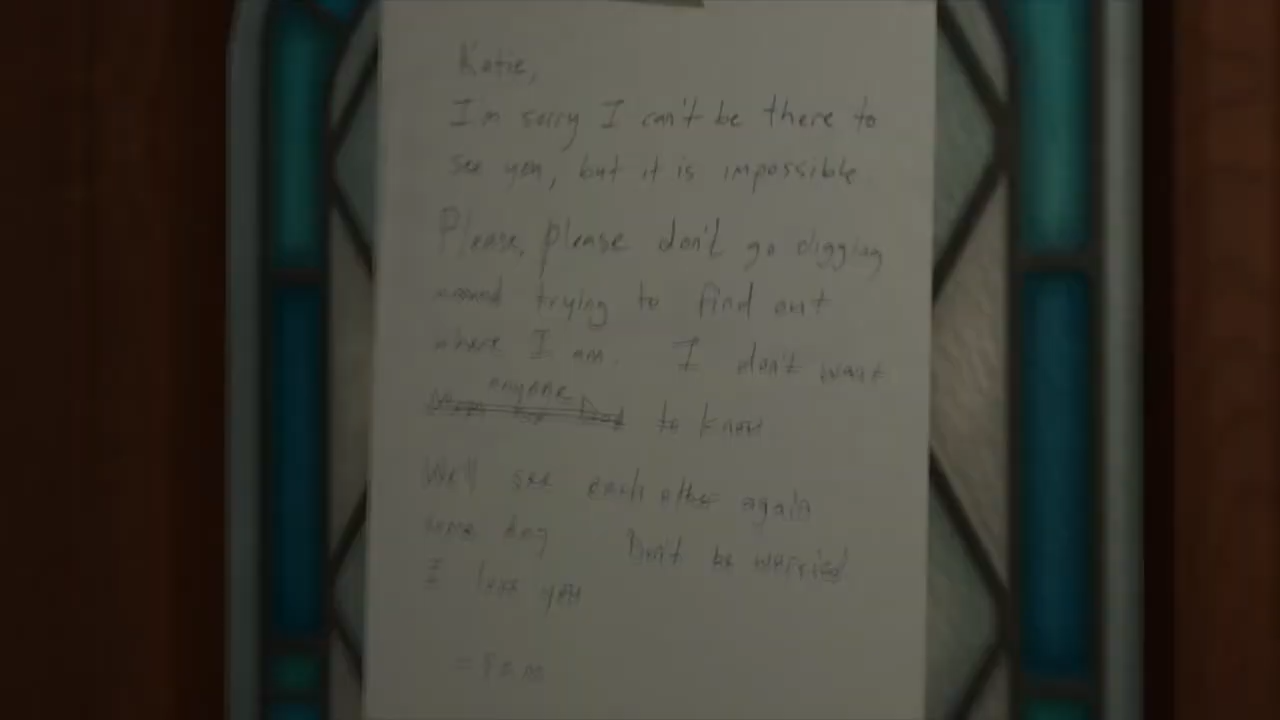 Katie,
I'm sorry I can't be there to
see you, but it is impossible.
Please, please don't go digging
around trying to find out
where I am. I don't want
anyone
to know.
We'll see each other again
some day. Don't be worried.
I love you.
- Sam